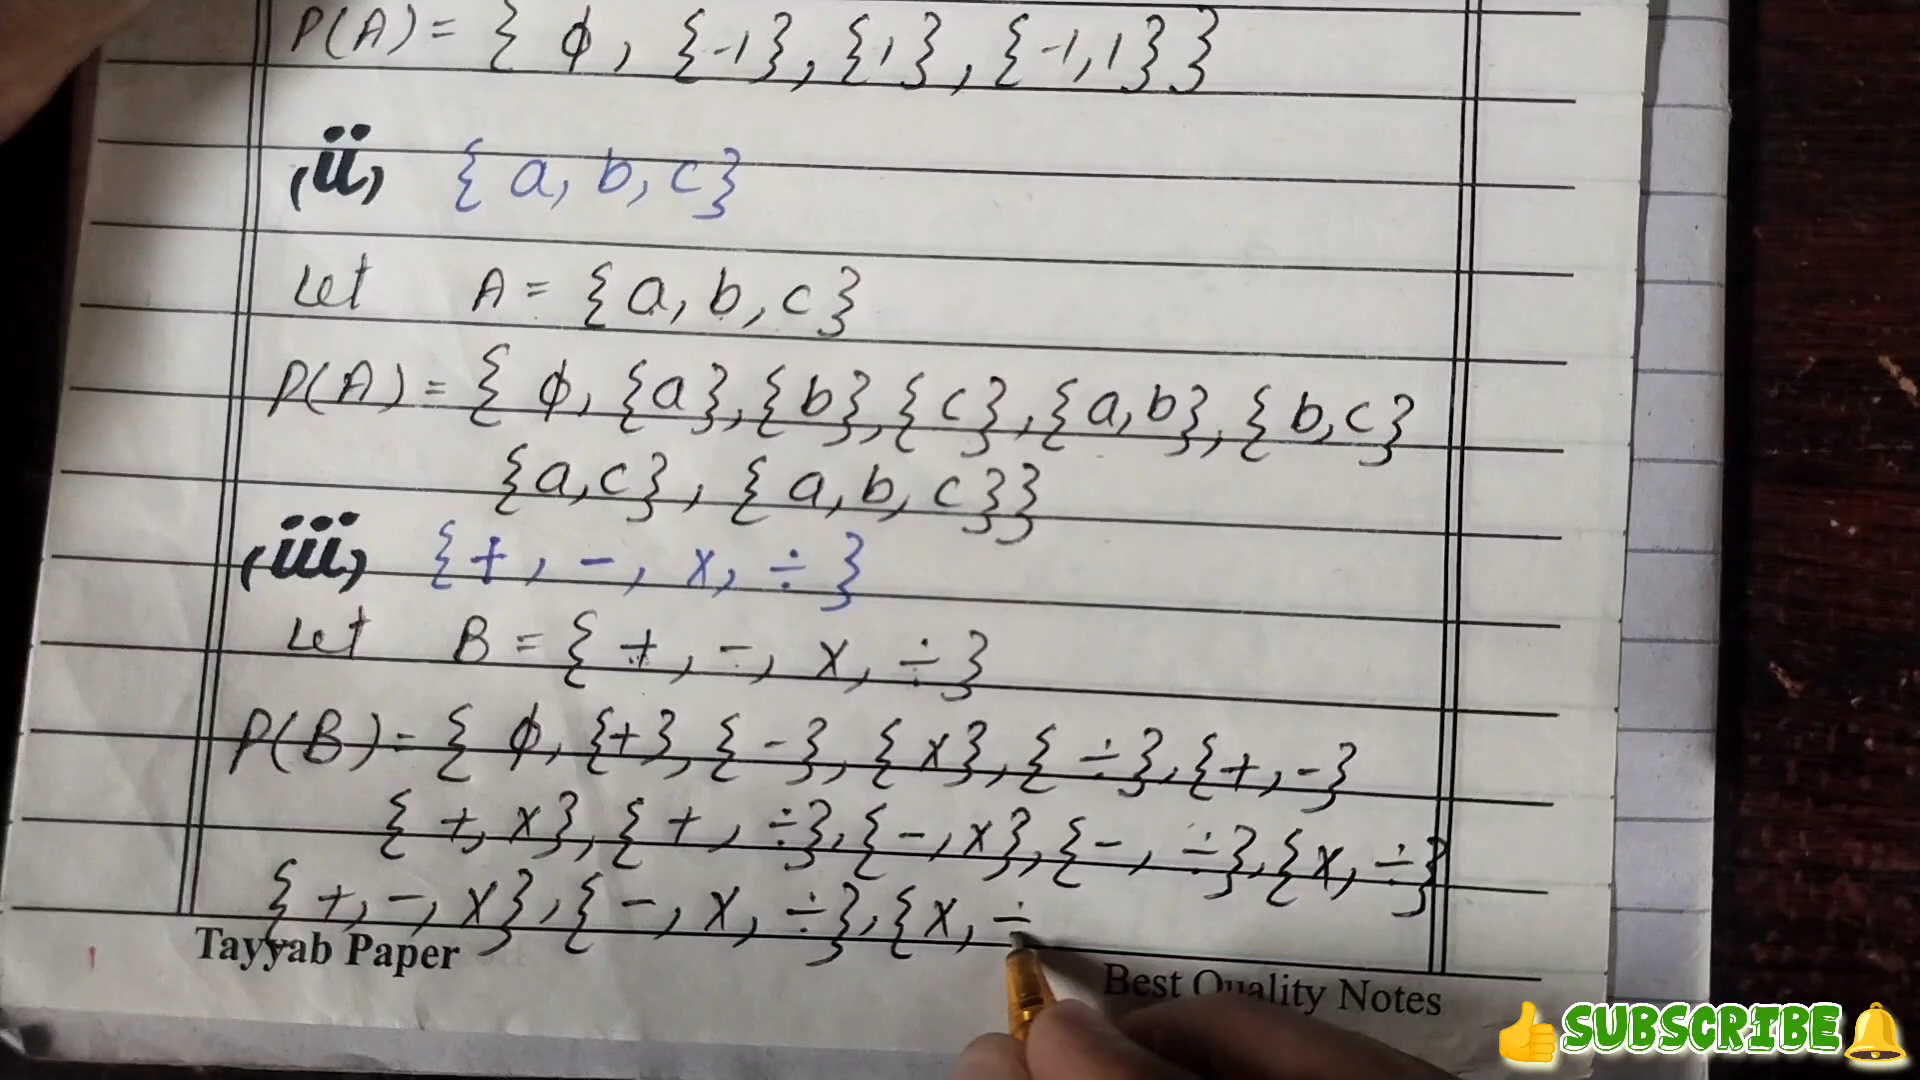 P(A) = { φ, {-1}, {1}, {-1,1}}
(ii) { a, b, c}
Let A = {a, b, c}
P(A) = { φ, {a}, {b}, {c}, {a,b}, {b,c}
{a,c}, {a,b,c}}
(iii) {+, -, x, ÷}
Let B = {+, -, x, ÷}
P(B) = { φ, {+}, {-}, {x}, {÷}, {+, -}
{+, x}, {+, ÷}, {-, x}, {-, ÷}, {x, ÷}
{+, -, x}, {-, x, ÷}, {x, ÷
Tayyab Paper
Best Quality Notes
SUBSCRIBE